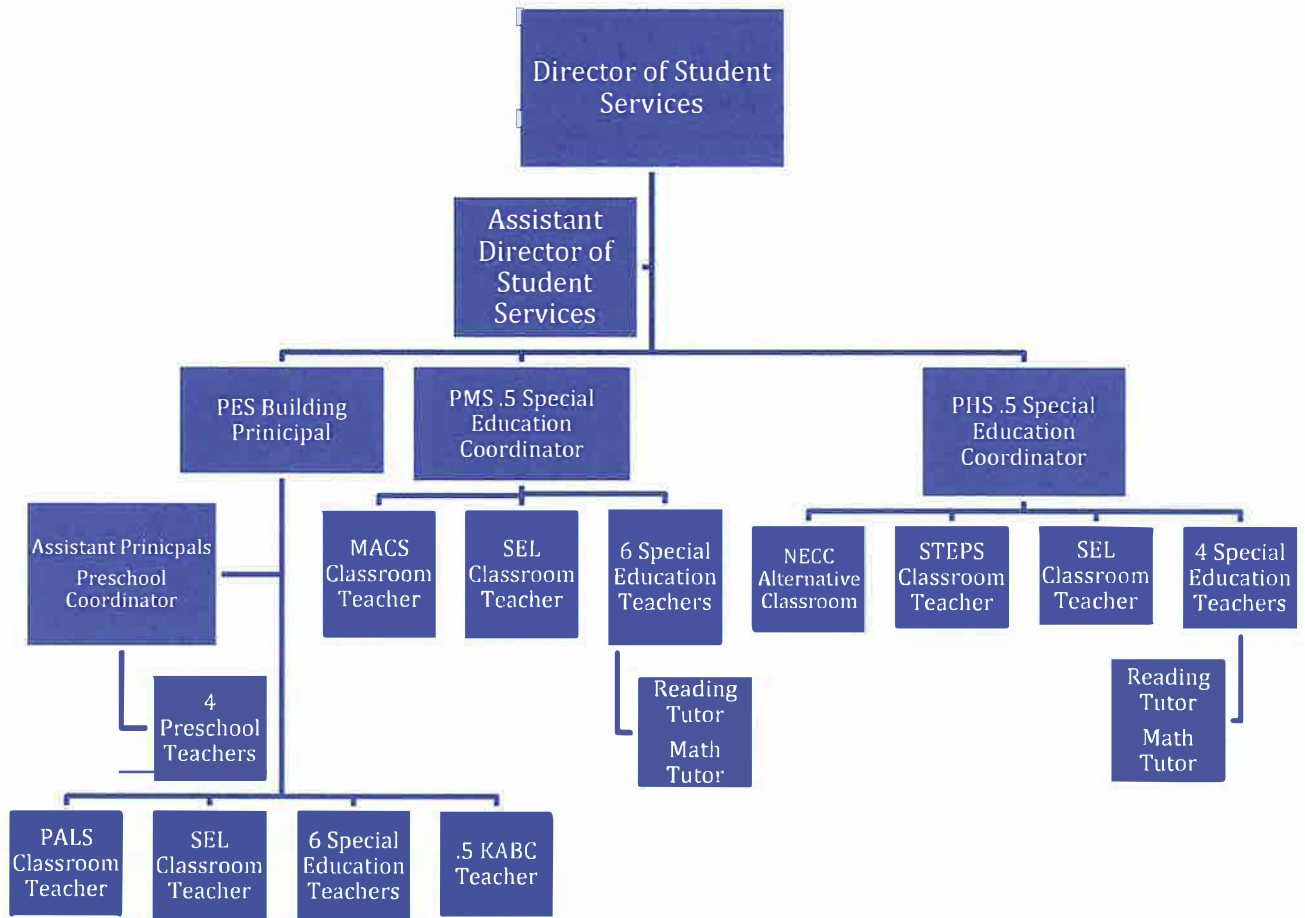 Director of Student
Services
Assistant
Director of
Student
Services
PES Building
Prinicipal
PMS .5 Special
Education
Coordinator
PHS .5 Special
Education
Coordinator
Assistant Prinicpals
Preschool
Coordinator
MACS
Classroom
Teacher
SEL
Classroom
Teacher
6 Special
Education
Teachers
NECC
Alternative
Classroom
STEPS
Classroom
Teacher
SEL
Classroom
Teacher
4 Special
Education
Teachers
4
Preschool
Teachers
Reading
Tutor
Math
Tutor
Reading
Tutor
Math
Tutor
PALS
Classroom
Teacher
SEL
Classroom
Teacher
6 Special
Education
Teachers
.5 KABC
Teacher